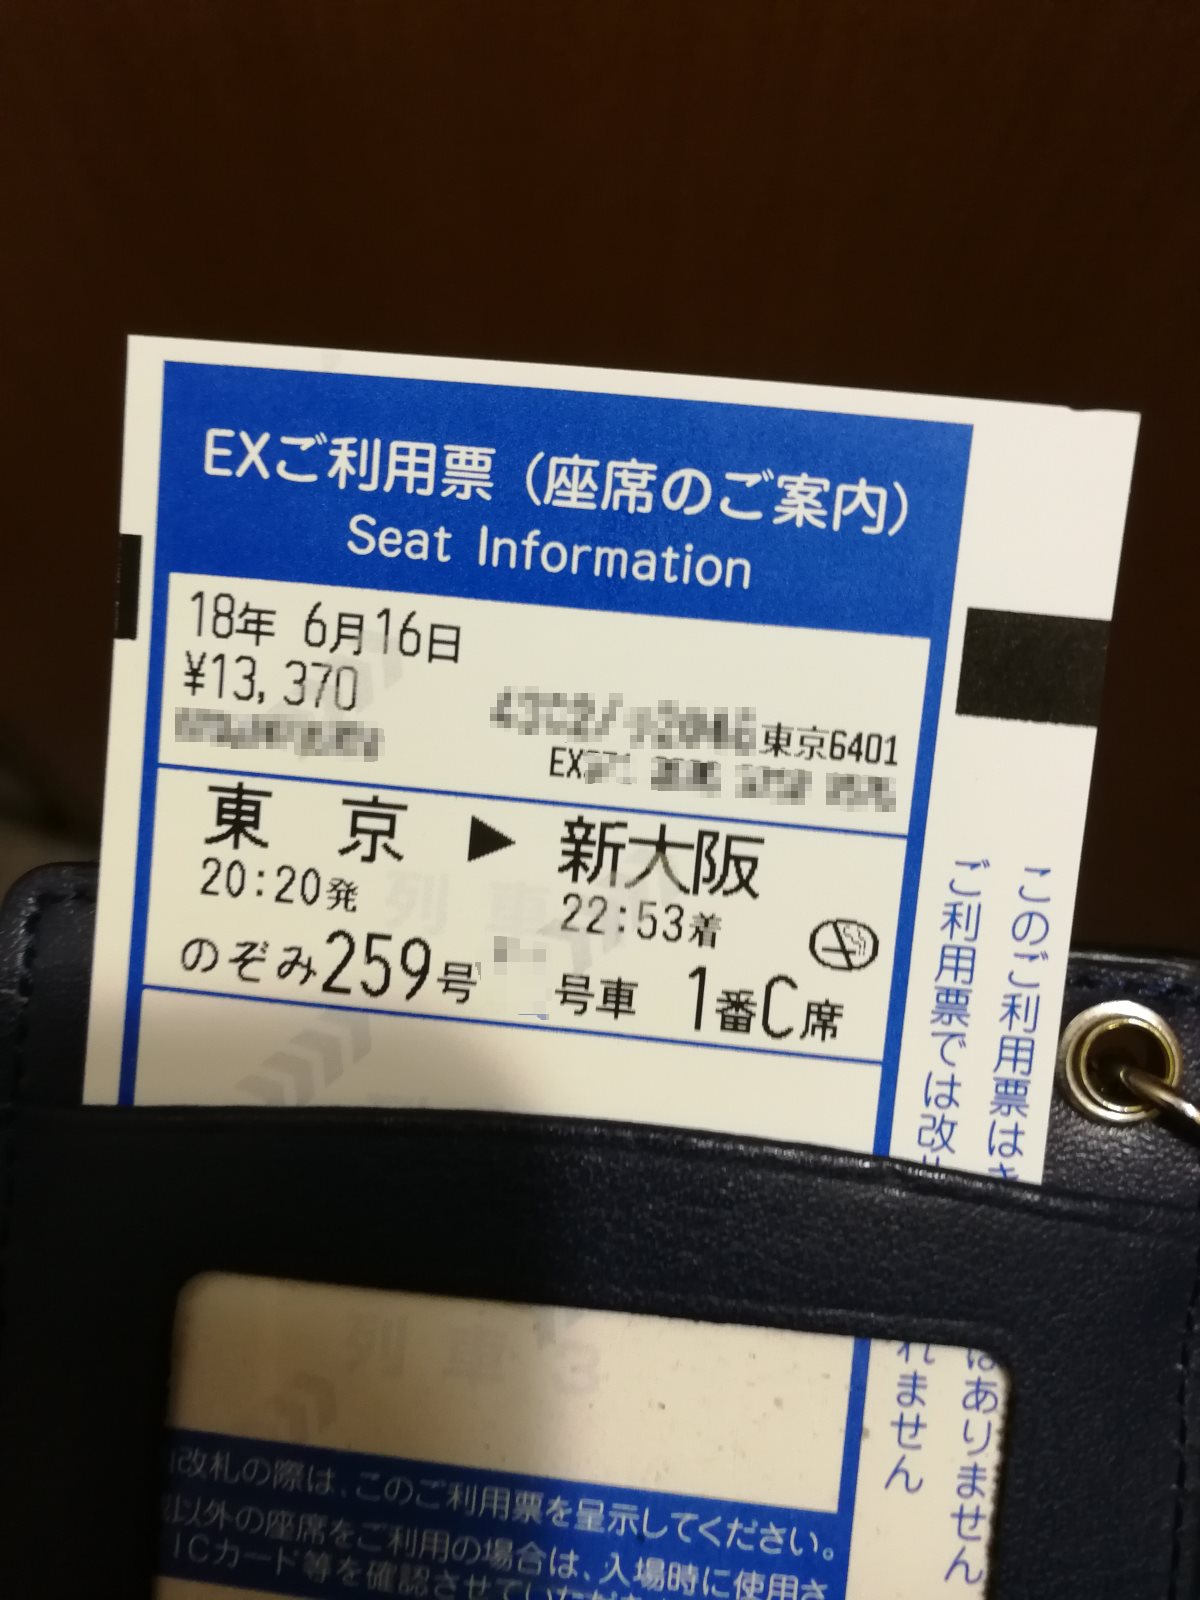 EXご利用票（座席のご案内）
Seat Information
18年 6月16日
¥13,370
東京6401
EX
東京▶新大阪
20:20発 22:53着
のぞみ259号 号車 1番C席
このご利用票は
はありません
ご利用票では改
れません
列車
列車
改札の際は、このご利用票を呈示してください。
以外の座席をご利用の場合は、入場時に使用さ
ICカード等を確認させていただき